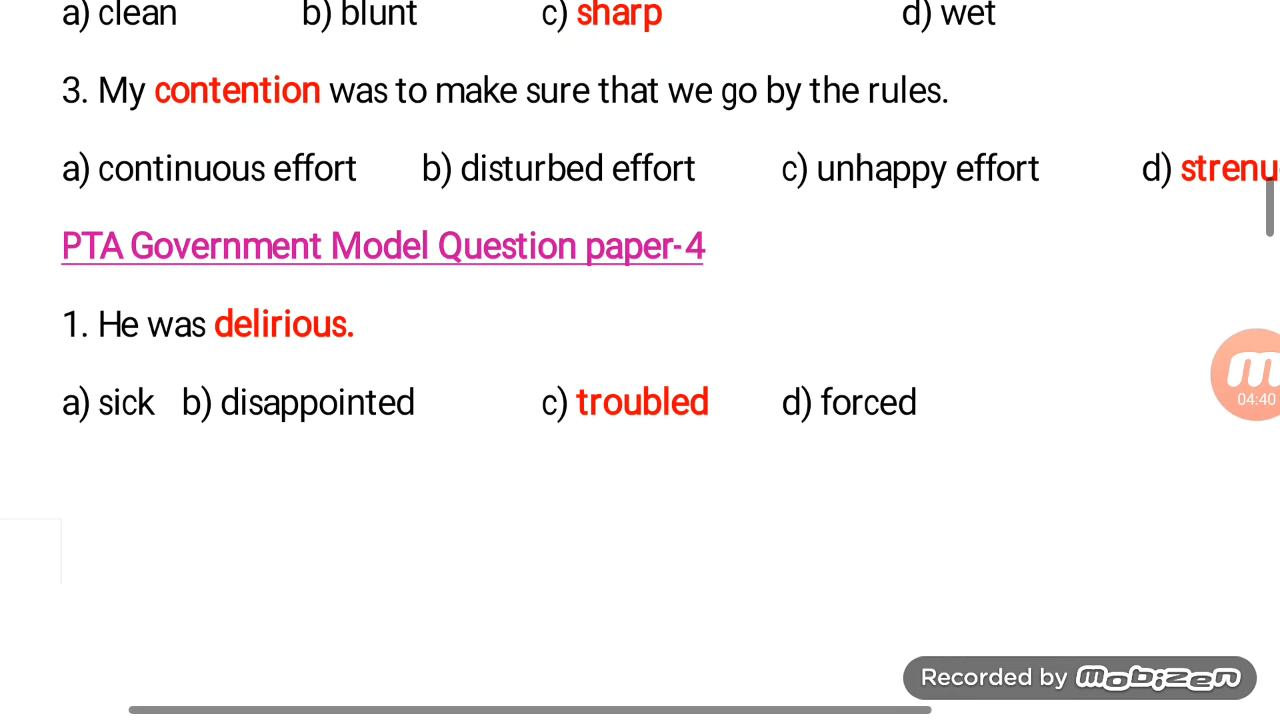 a) clean b) blunt c) sharp d) wet
3. My contention was to make sure that we go by the rules.
a) continuous effort b) disturbed effort c) unhappy effort d) strenu
PTA Government Model Question paper-4
1. He was delirious.
a) sick b) disappointed c) troubled d) forced
04:40
Recorded by mobizen